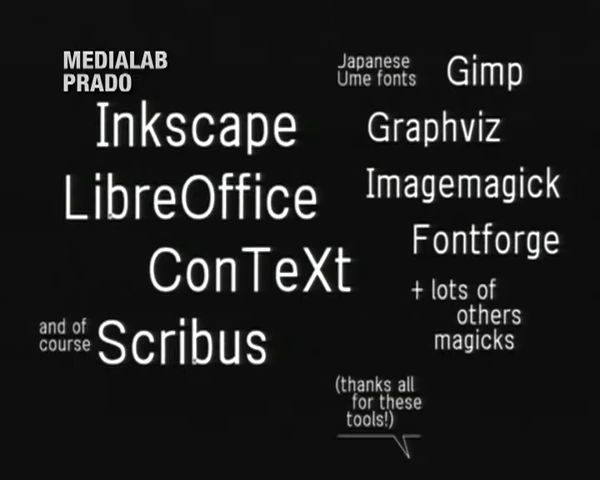 MEDIALAB
PRADO
Inkscape
LibreOffice
ConTeXt
and of
course
Scribus
Japanese
Ume fonts
Gimp
Graphviz
Imagemagick
Fontforge
+ lots of
others
magicks
(thanks all
for these
tools!)